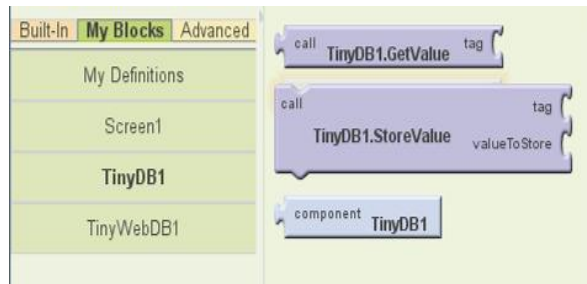 Built-In My Blocks Advanced
My Definitions
Screen1
TinyDB1
TinyWebDB1
call TinyDB1.GetValue tag
call tag
TinyDB1.StoreValue valueToStore
component TinyDB1